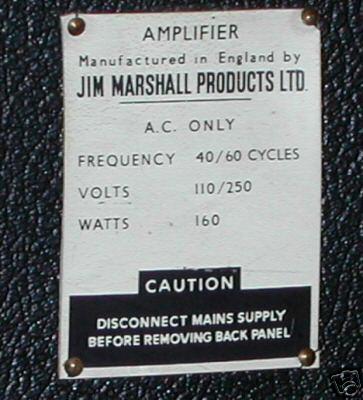 AMPLIFIER
Manufactured in England by
JIM MARSHALL PRODUCTS LTD.
A.C. ONLY
FREQUENCY 40/60 CYCLES
VOLTS 110/250
WATTS 160
CAUTION
DISCONNECT MAINS SUPPLY
BEFORE REMOVING BACK PANEL